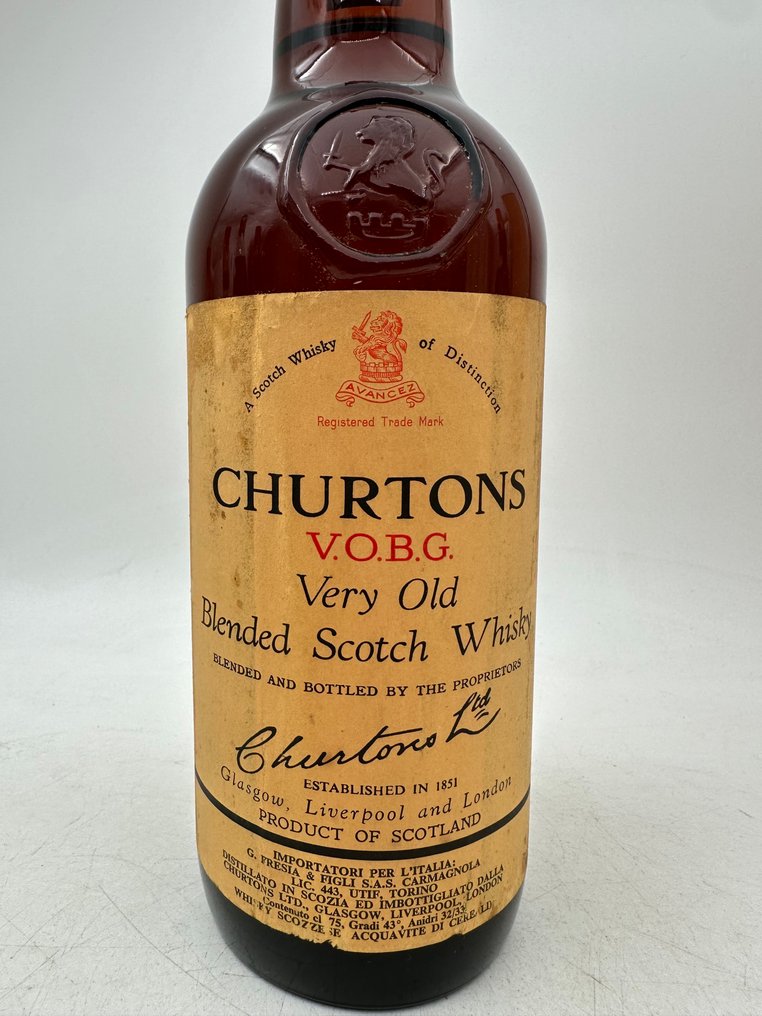 A Scotch Whisky of Distinction
AVANCEZ
Registered Trade Mark
CHURTONS
V.O.B.G.
Very Old
Blended Scotch Whisky
BLENDED AND BOTTLED BY THE PROPRIETORS
Churtons Ltd
ESTABLISHED IN 1851
Glasgow, Liverpool and London
PRODUCT OF SCOTLAND
IMPORTATORI PER L'ITALIA:
G. FRESIA & FIGLI S.A.S. CARMAGNOLA
LIC. 443, UTIF, TORINO
DISTILLATO IN SCOZIA ED IMBOTTIGLIATO DALLA
CHURTONS LTD., GLASGOW, LIVERPOOL, LONDON
Contenuto cl 75, Gradi 43°, Anidri 32/33
ACQUAVITE DI